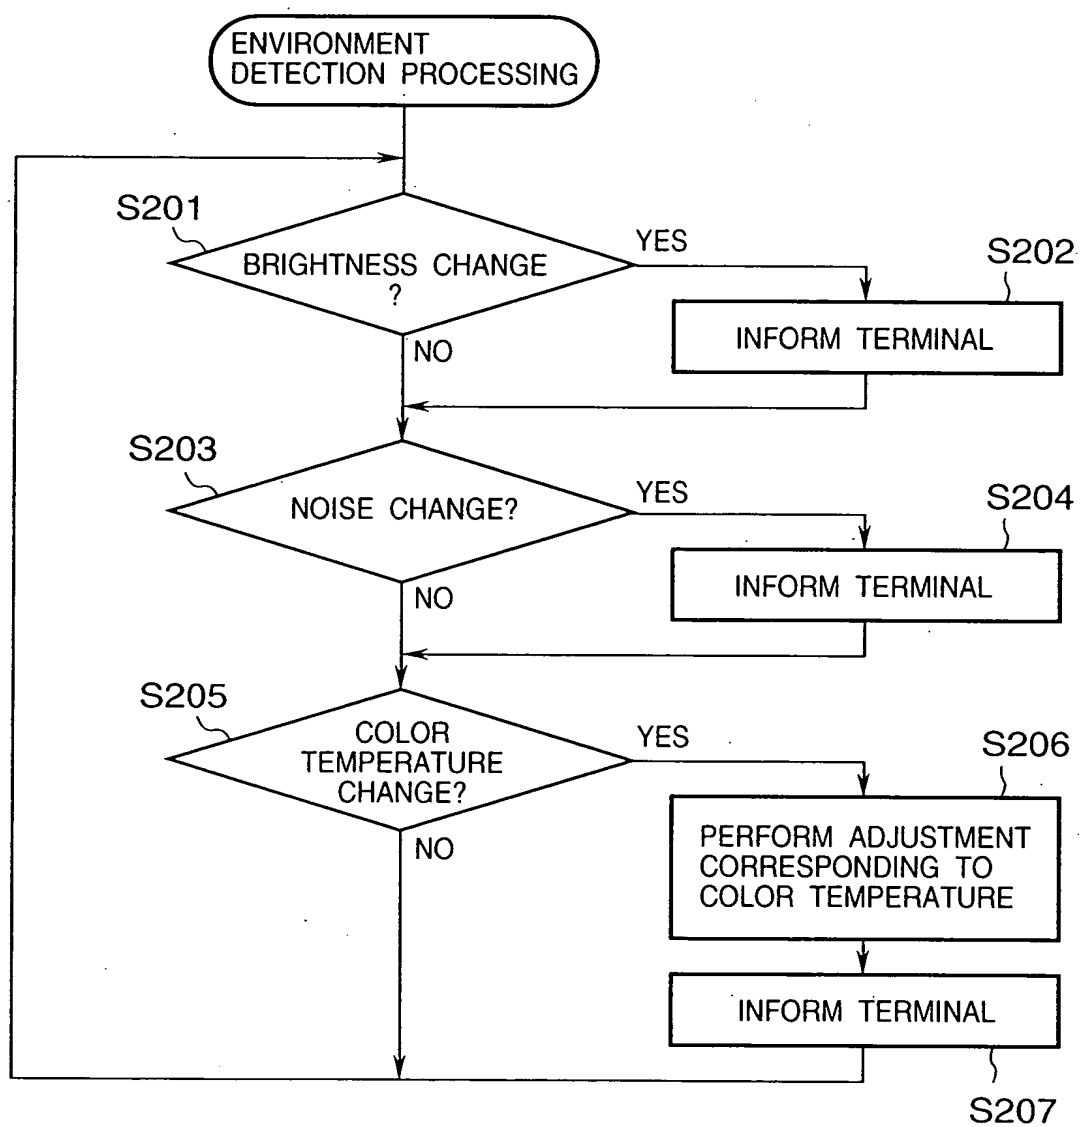 ENVIRONMENT
DETECTION PROCESSING
S201
BRIGHTNESS CHANGE
?
YES
S202
INFORM TERMINAL
NO
S203
NOISE CHANGE?
YES
S204
INFORM TERMINAL
NO
S205
COLOR
TEMPERATURE
CHANGE?
YES
S206
PERFORM ADJUSTMENT
CORRESPONDING TO
COLOR TEMPERATURE
NO
INFORM TERMINAL
S207